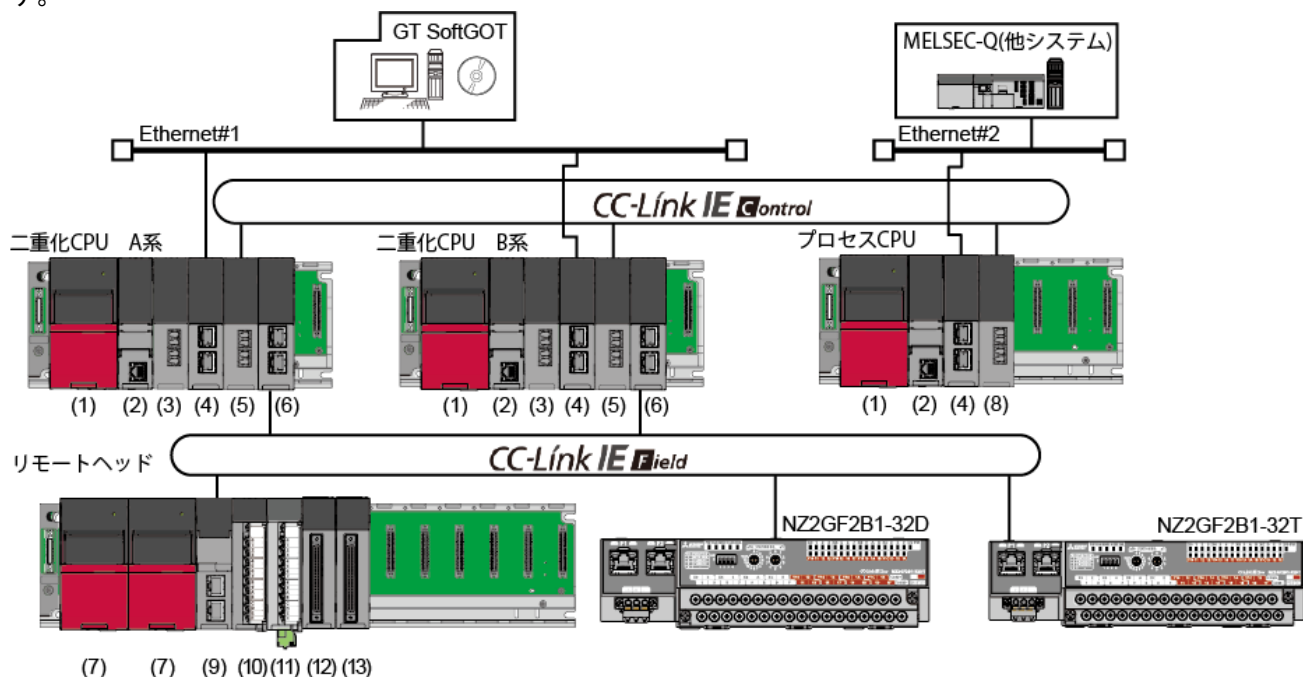 す。
GT SoftGOT
MELSEC-Q(他システム)
Ethernet#1
Ethernet#2
CC-Link IE Control
二重化CPU A系
二重化CPU B系
プロセスCPU
(1) (2) (3) (4) (5) (6)
(1) (2) (3) (4) (5) (6)
(1) (2) (4) (8)
リモートヘッド
CC-Link IE Field
NZ2GF2B1-32D
NZ2GF2B1-32T
(7) (7) (9) (10) (11) (12) (13)